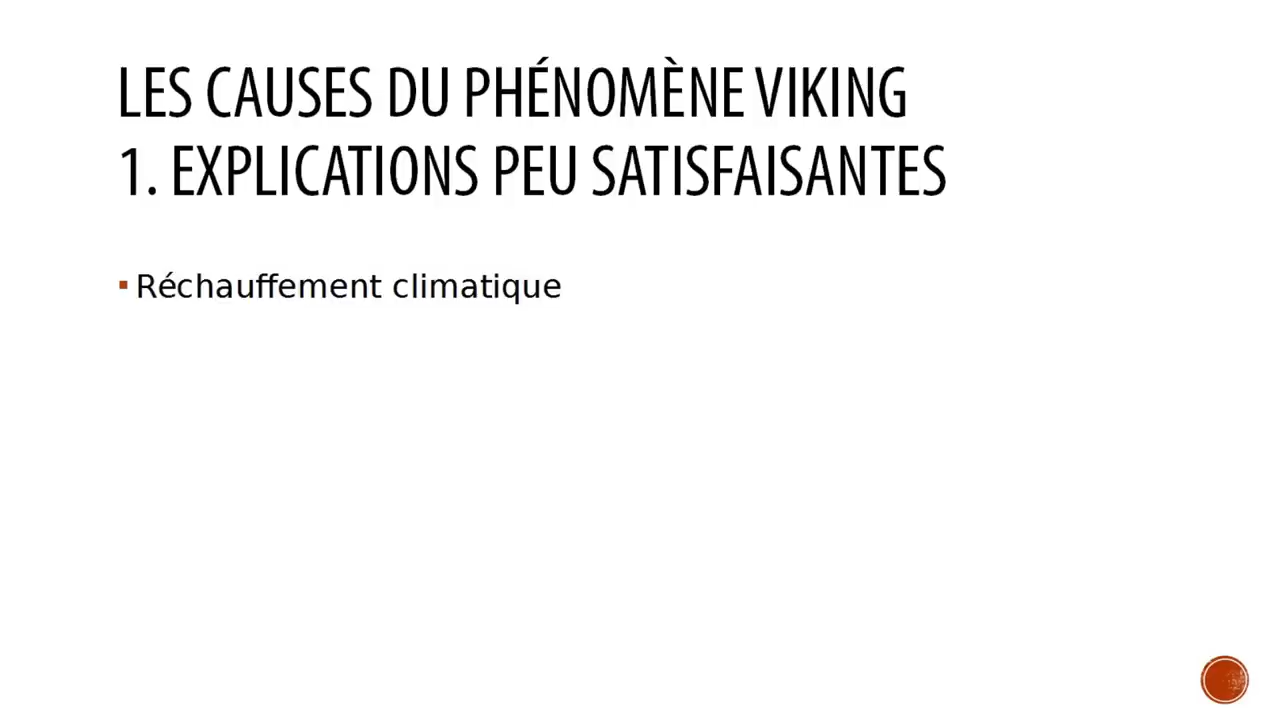 LES CAUSES DU PHÉNOMÈNE VIKING
1. EXPLICATIONS PEU SATISFAISANTES
▪ Réchauffement climatique